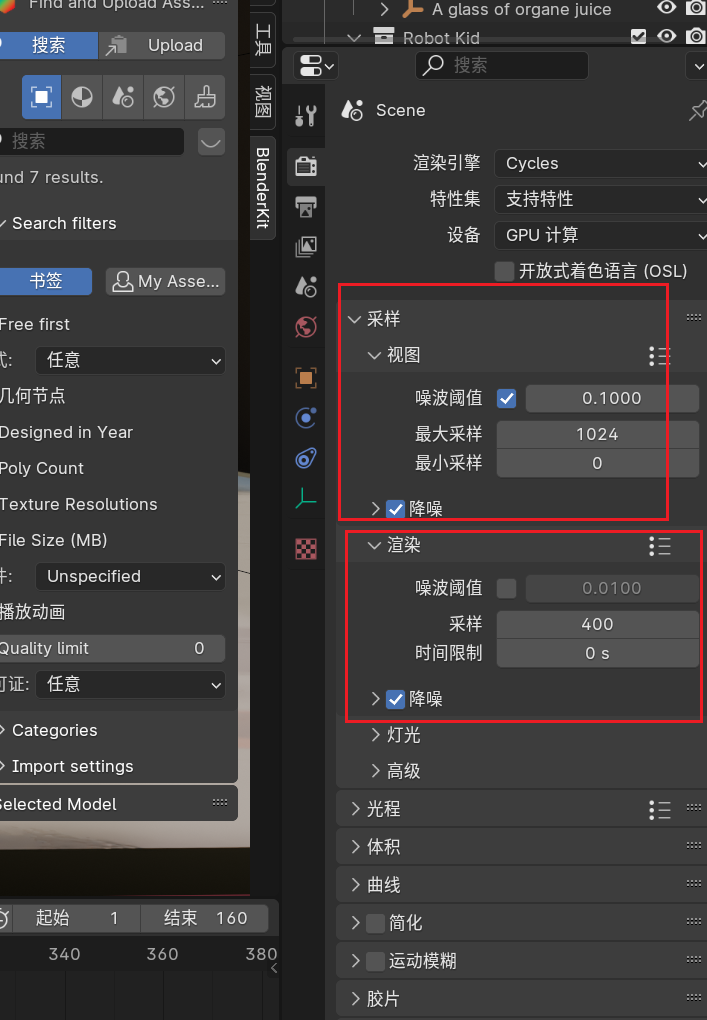 Find and Upload Ass...
搜索
Upload
搜索
und 7 results.
Search filters
书签
My Asse...
Free first
式:
任意
几何节点
Designed in Year
Poly Count
Texture Resolutions
File Size (MB)
件:
Unspecified
播放动画
Quality limit 0
可证:
任意
Categories
Import settings
Selected Model
起始 1
结束 160
340 360 380
工具
视图
BlenderKit
A glass of organe juice
Robot Kid
搜索
Scene
渲染引擎 Cycles
特性集 支持特性
设备 GPU 计算
开放式着色语言 (OSL)
采样
视图
噪波阈值 0.1000
最大采样 1024
最小采样 0
降噪
渲染
噪波阈值 0.0100
采样 400
时间限制 0 s
降噪
灯光
高级
光程
体积
曲线
简化
运动模糊
胶片